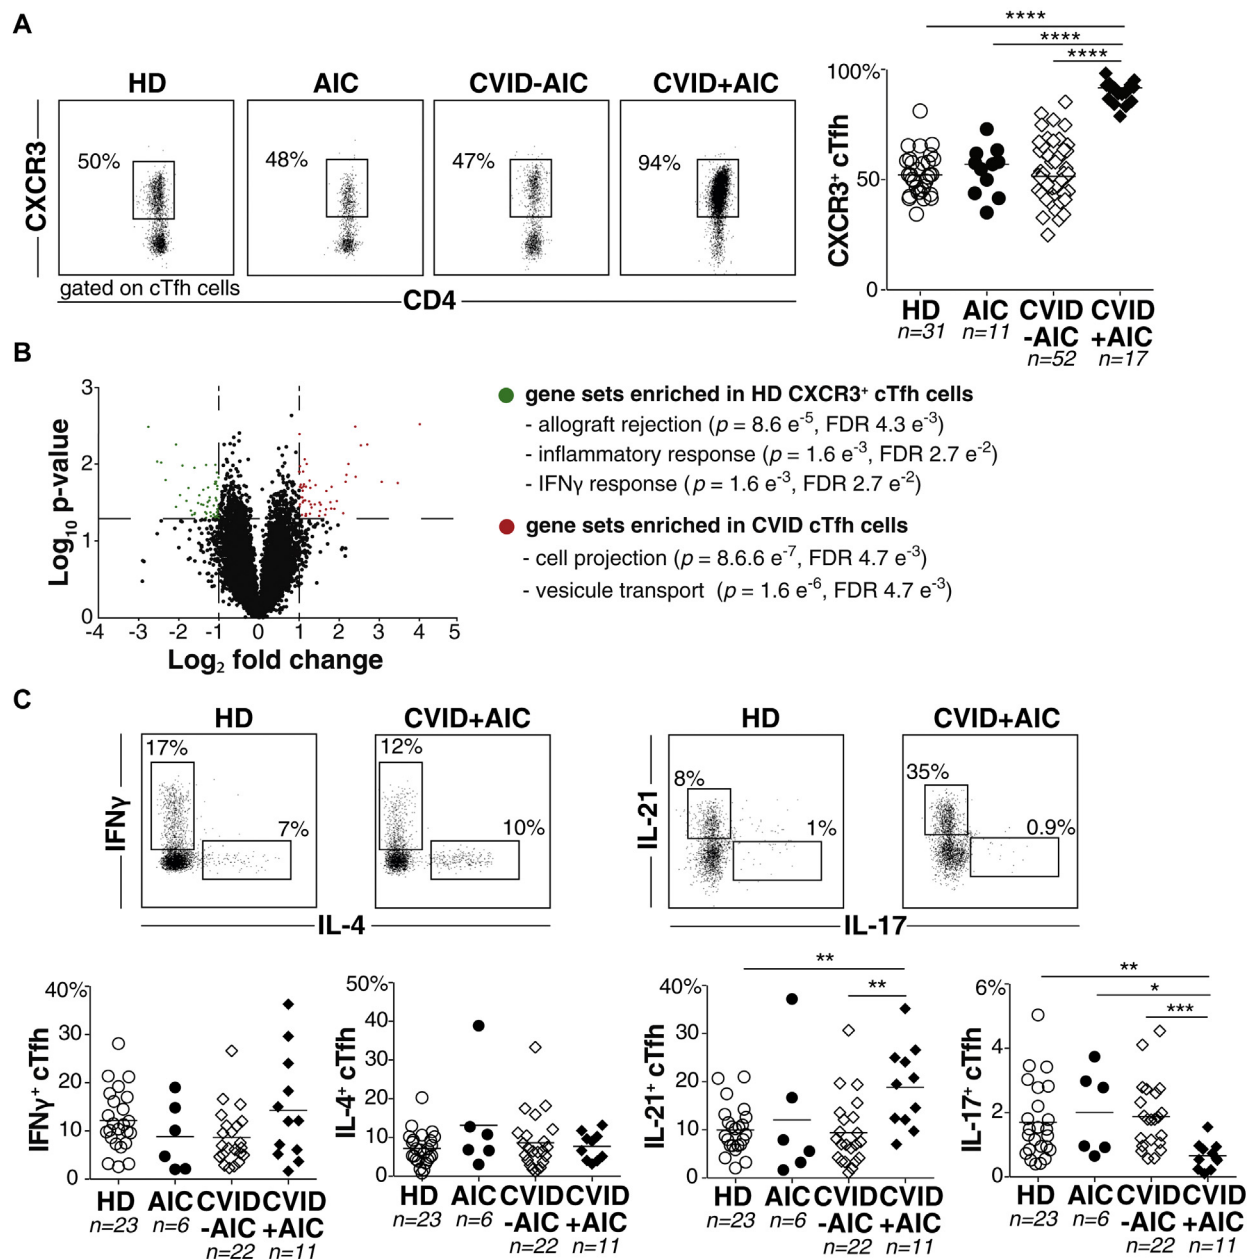 A
HD AIC CVID-AIC CVID+AIC
CXCR3
50%
48%
47%
94%
gated on cTfh cells
CD4
****
****
****
CXCR3+ cTfh
100%
50
0
HD AIC CVID CVID
-AIC +AIC
n=31 n=11 n=52 n=17
B
Log10 p-value
3
2
1
0
-4 -3 -2 -1 0 1 2 3 4 5
Log2 fold change
gene sets enriched in HD CXCR3+ cTfh cells
- allograft rejection (p = 8.6 e-5, FDR 4.3 e-3)
- inflammatory response (p = 1.6 e-3, FDR 2.7 e-2)
- IFNγ response (p = 1.6 e-3, FDR 2.7 e-2)
gene sets enriched in CVID cTfh cells
- cell projection (p = 8.6.6 e-7, FDR 4.7 e-3)
- vesicule transport (p = 1.6 e-6, FDR 4.7 e-3)
C
HD CVID+AIC
IFNγ
17%
7%
12%
10%
IL-4
HD CVID+AIC
IL-21
8%
1%
35%
0.9%
IL-17
IFNγ+ cTfh
40%
30
20
10
0
HD AIC CVID CVID
-AIC +AIC
n=23 n=6 n=22 n=11
IL-4+ cTfh
50%
40
30
20
10
0
HD AIC CVID CVID
-AIC +AIC
n=23 n=6 n=22 n=11
**
**
IL-21+ cTfh
40%
30
20
10
0
HD AIC CVID CVID
-AIC +AIC
n=23 n=6 n=22 n=11
**
*
***
IL-17+ cTfh
6%
4
2
0
HD AIC CVID CVID
-AIC +AIC
n=23 n=6 n=22 n=11